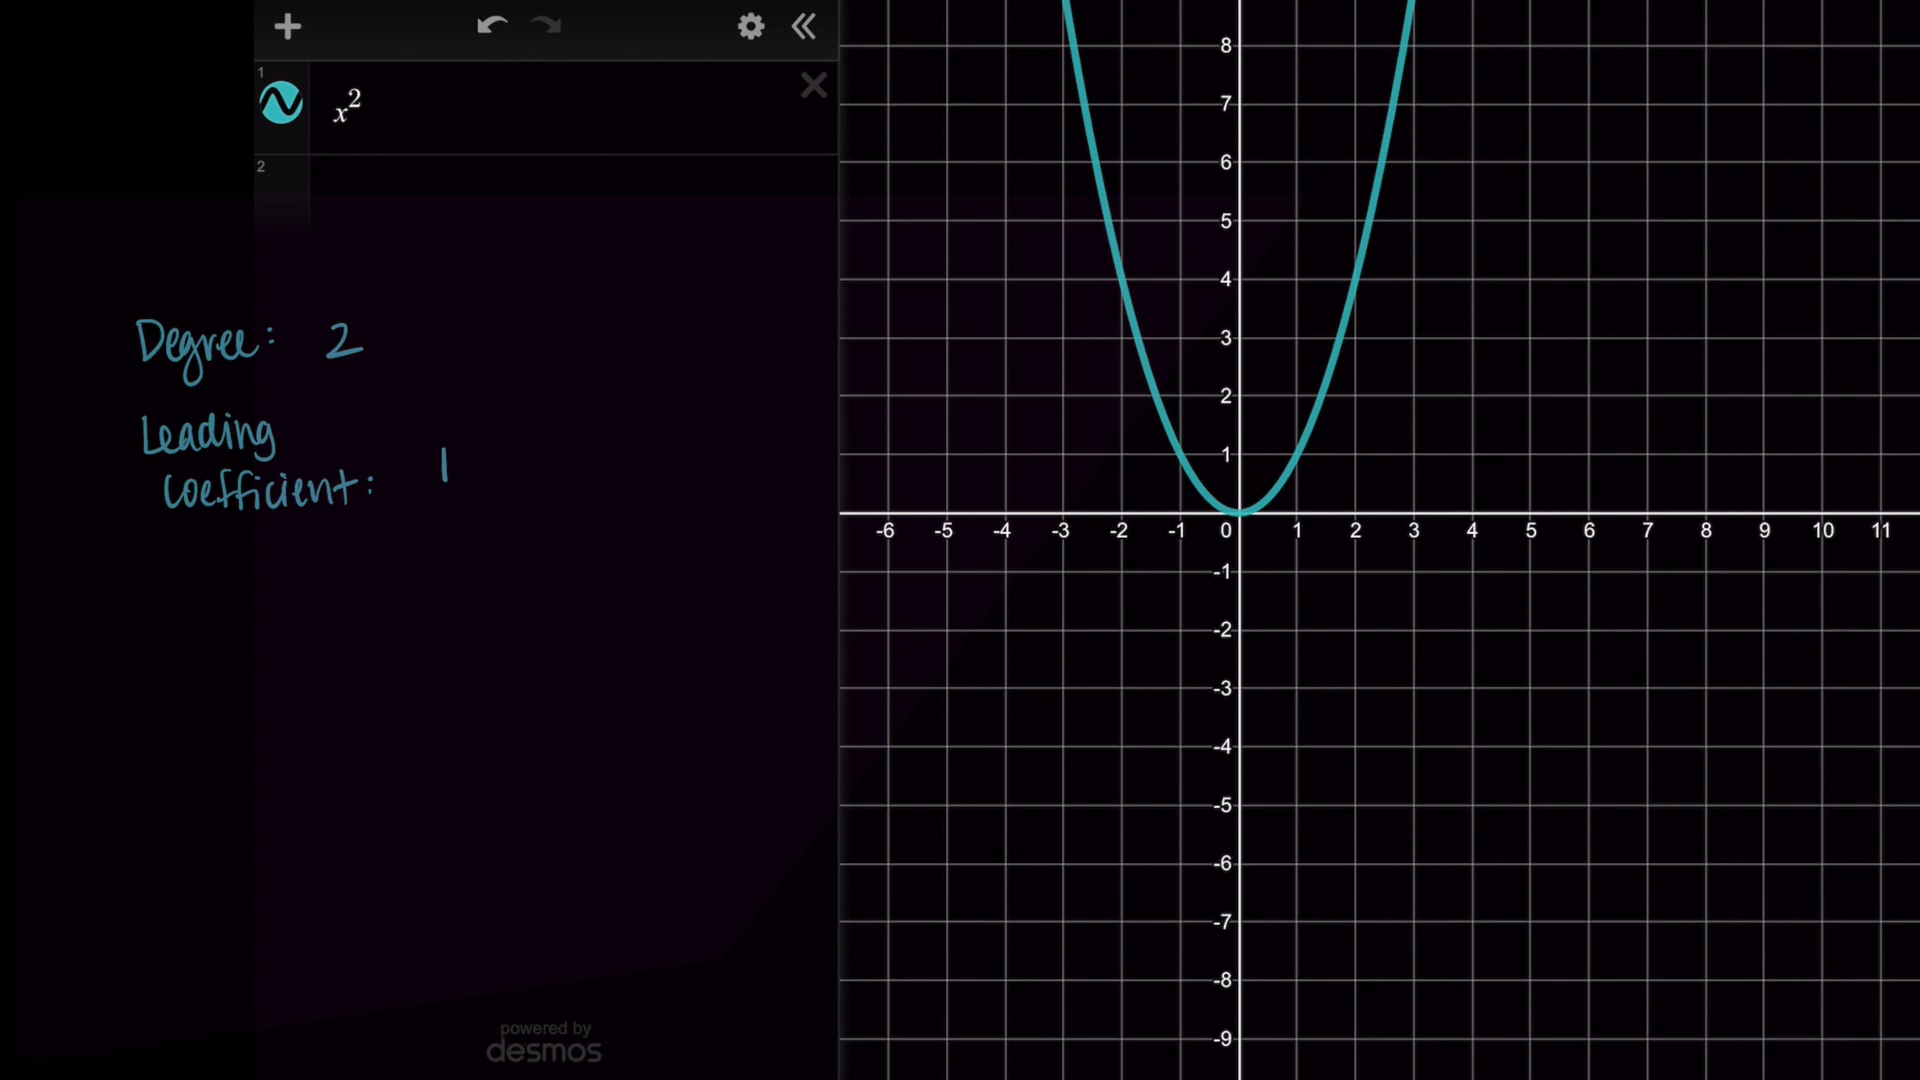 1
x²
2
Degree: 2
Leading
coefficient: 1
powered by
desmos
8
7
6
5
4
3
2
1
-6 -5 -4 -3 -2 -1 0 1 2 3 4 5 6 7 8 9 10 11
-1
-2
-3
-4
-5
-6
-7
-8
-9